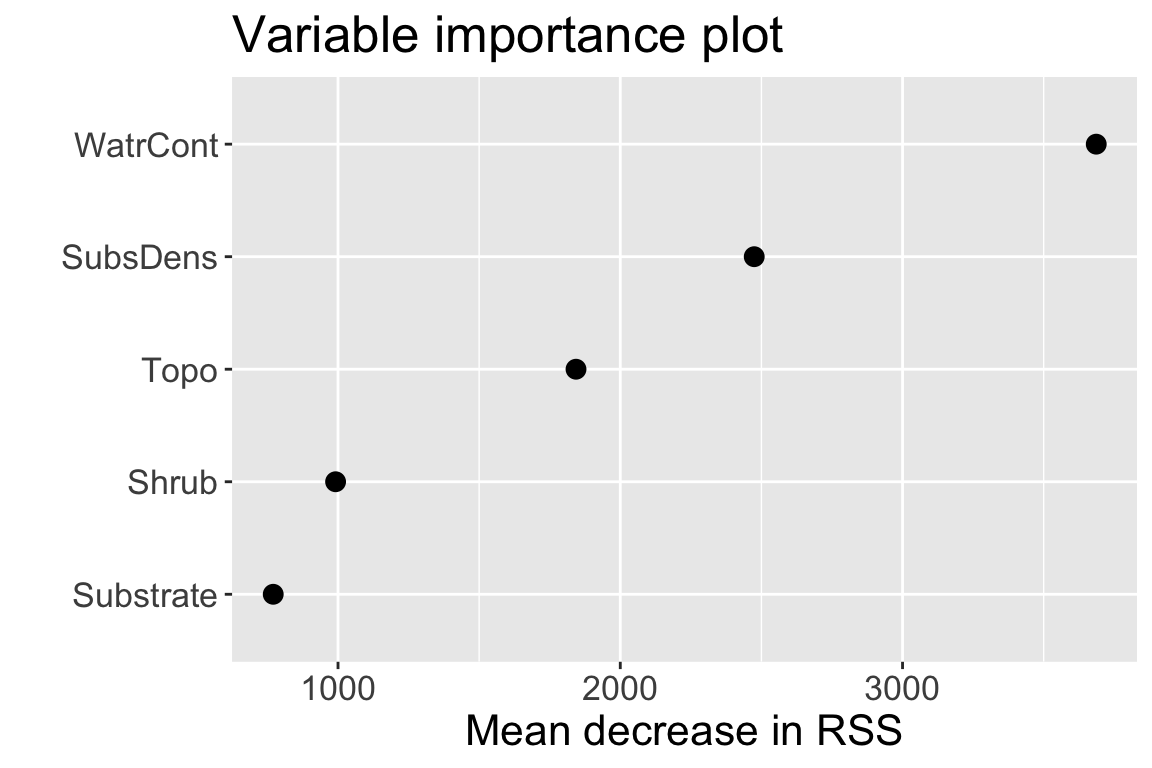 Variable importance plot
WatrCont
SubsDens
Topo
Shrub
Substrate
1000 2000 3000
Mean decrease in RSS